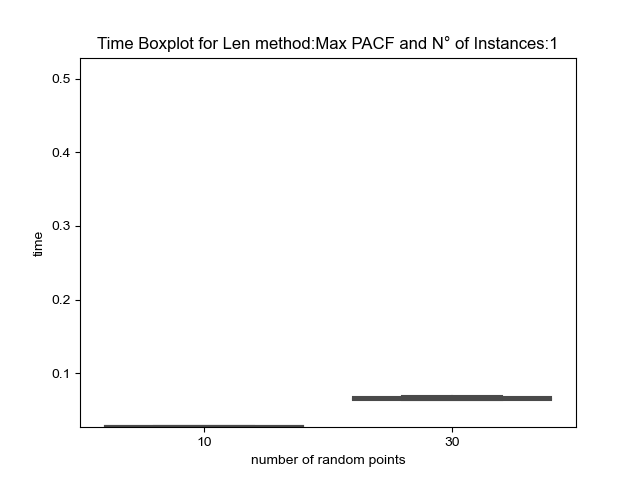 Time Boxplot for Len method:Max PACF and N° of Instances:1
0.5
0.4
0.3
0.2
0.1
time
10
30
number of random points